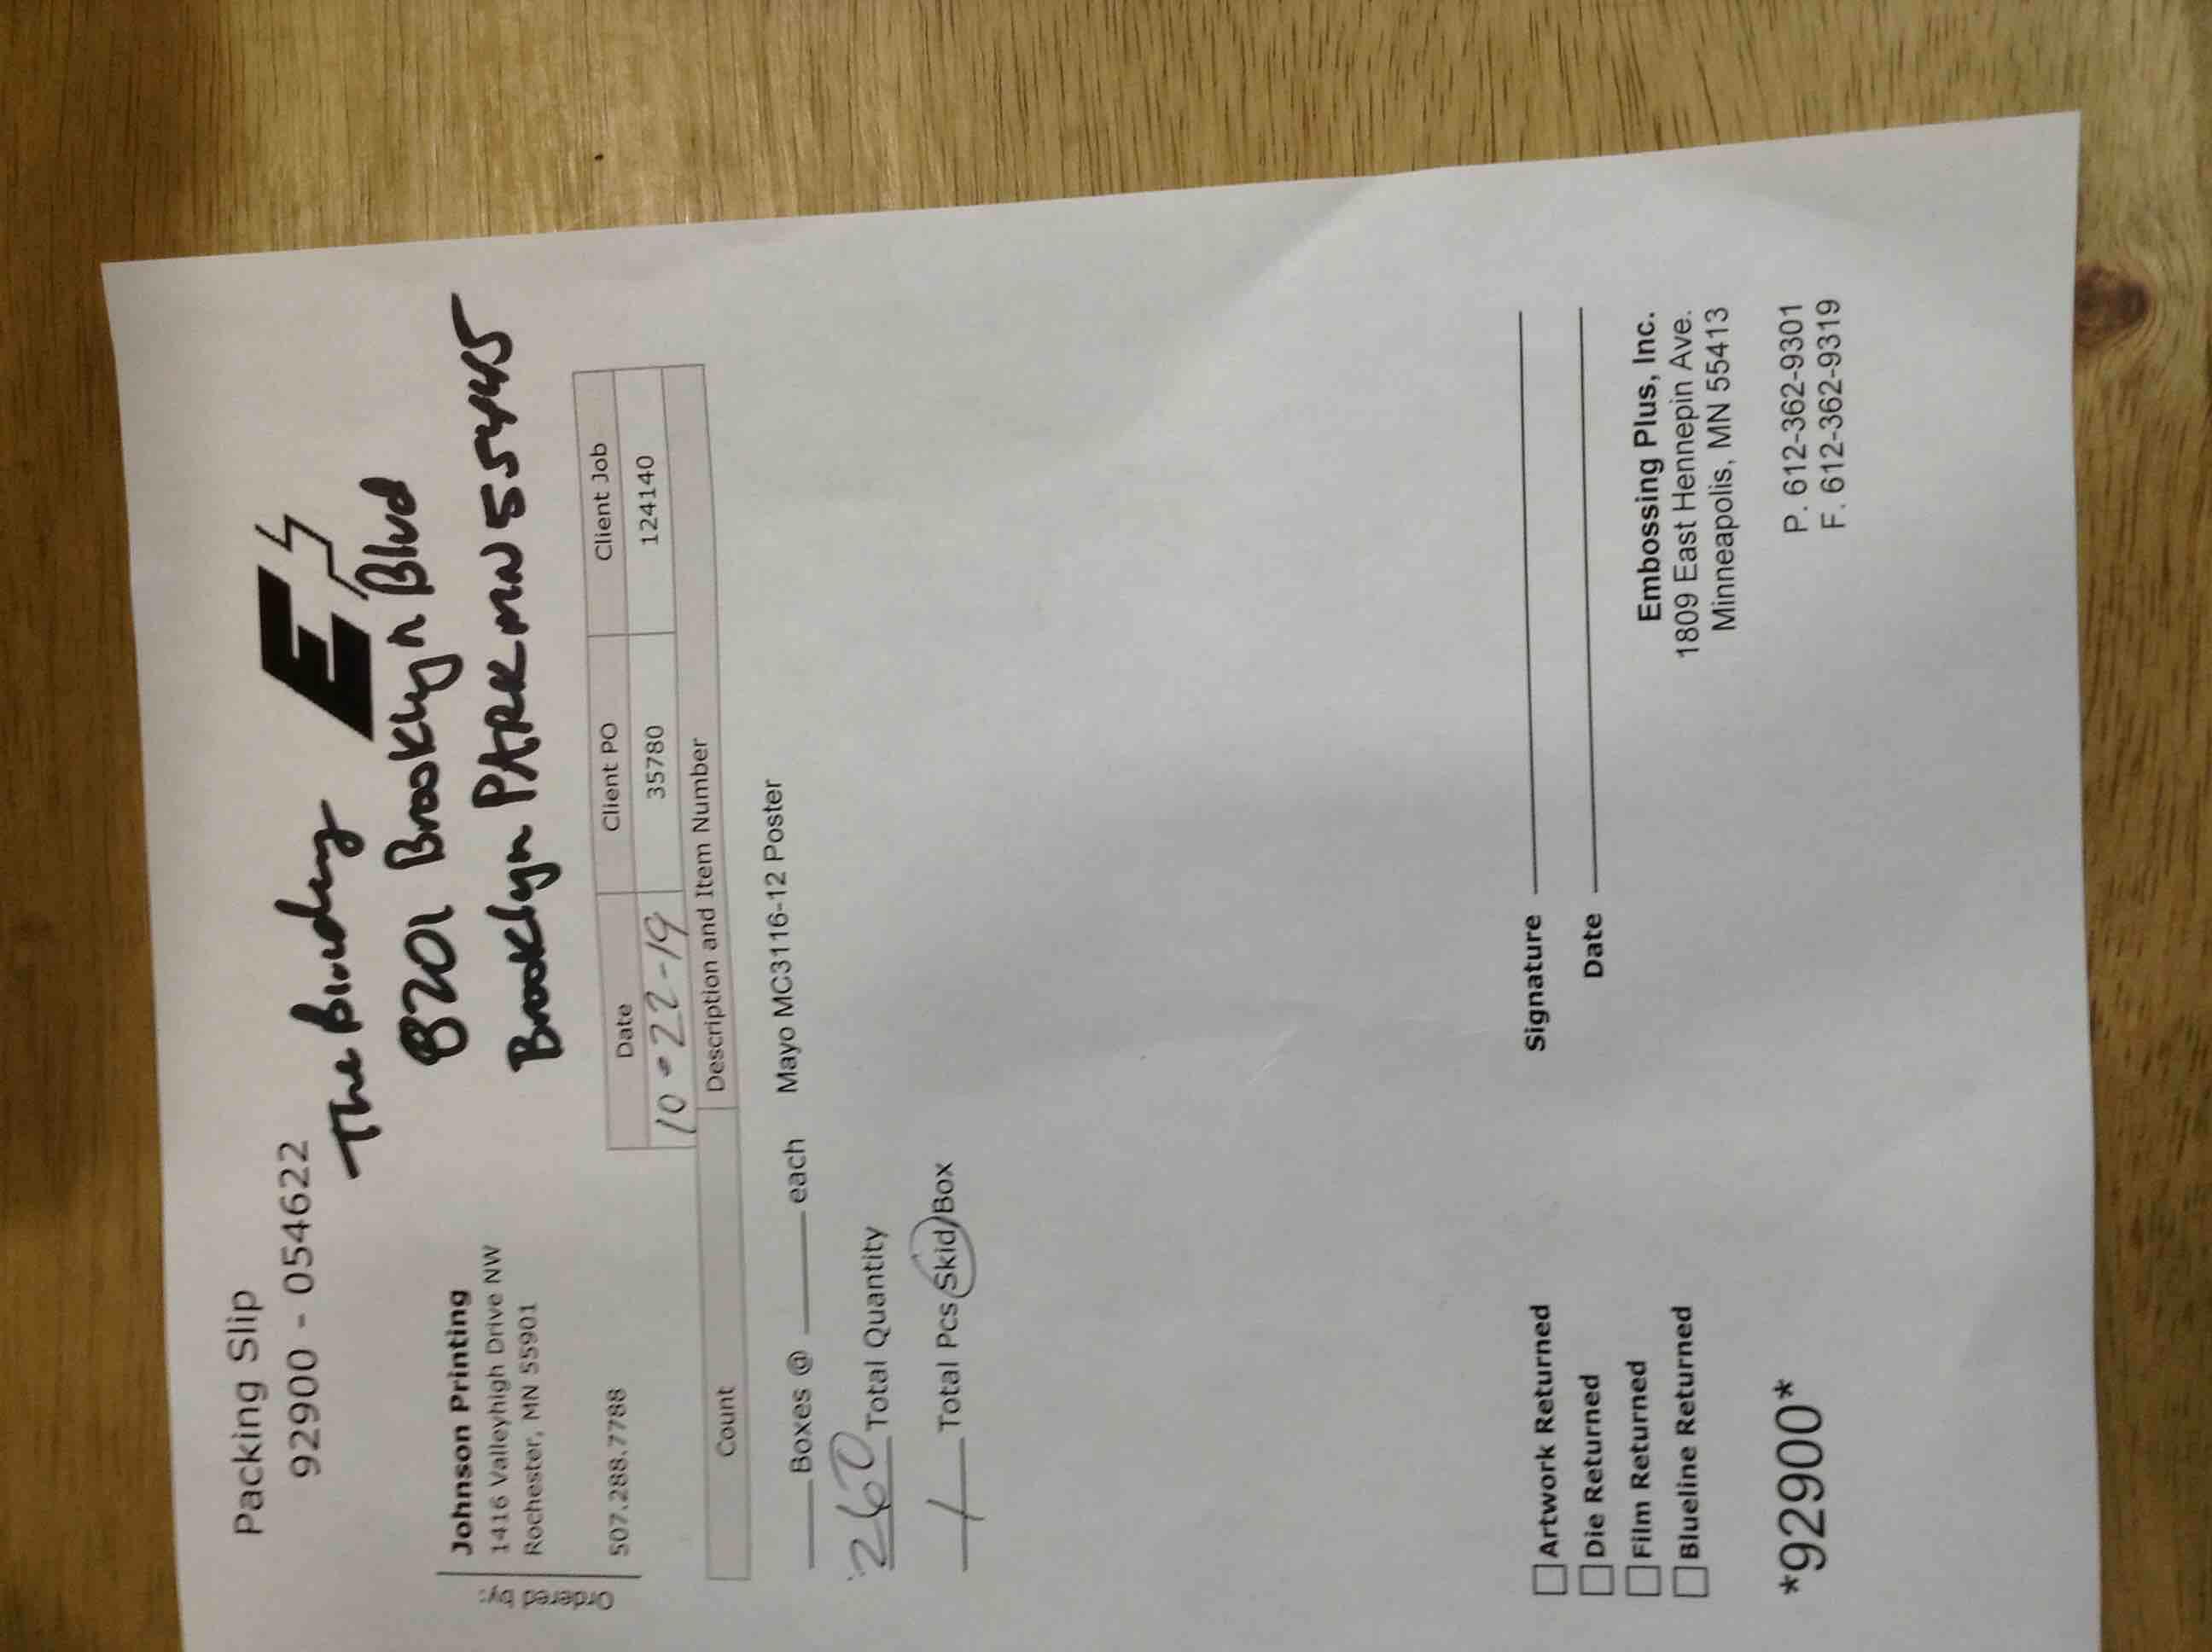 Packing Slip
92900 - 054622
The Bindery
8201 Brooklyn Blvd
Brooklyn PARK MN 55445
E
Ordered by:
Johnson Printing
1416 Valleyhigh Drive NW
Rochester, MN 55901
507.288.7788
Date Client PO Client Job
10-22-19 35780 124140
Count Description and Item Number
____ Boxes @ ____ each Mayo MC3116-12 Poster
260 Total Quantity
1 Total Pcs/Skid/Box
Signature
Date
Artwork Returned
Die Returned
Film Returned
Blueline Returned
*92900*
Embossing Plus, Inc.
1809 East Hennepin Ave.
Minneapolis, MN 55413
P. 612-362-9301
F. 612-362-9319